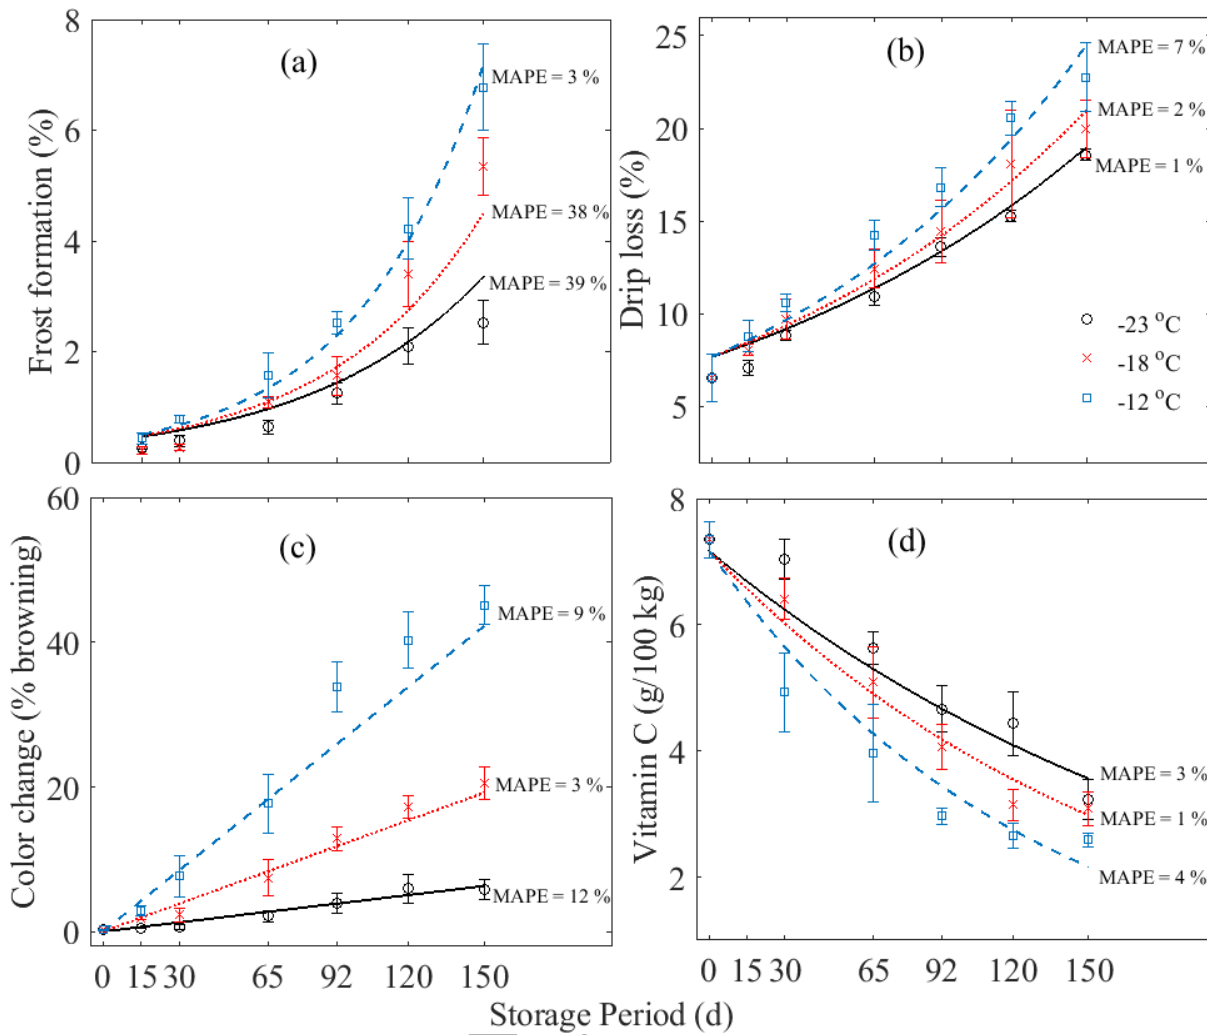 (a)
8
6
4
2
0
Frost formation (%)
MAPE = 3 %
MAPE = 38 %
MAPE = 39 %
(b)
25
20
15
10
5
Drip loss (%)
MAPE = 7 %
MAPE = 2 %
MAPE = 1 %
-23 °C
-18 °C
-12 °C
(c)
60
40
20
0
Color change (% browning)
MAPE = 9 %
MAPE = 3 %
MAPE = 12 %
0 15 30 65 92 120 150
(d)
8
6
4
2
Vitamin C (g/100 kg)
MAPE = 3 %
MAPE = 1 %
MAPE = 4 %
0 15 30 65 92 120 150
Storage Period (d)